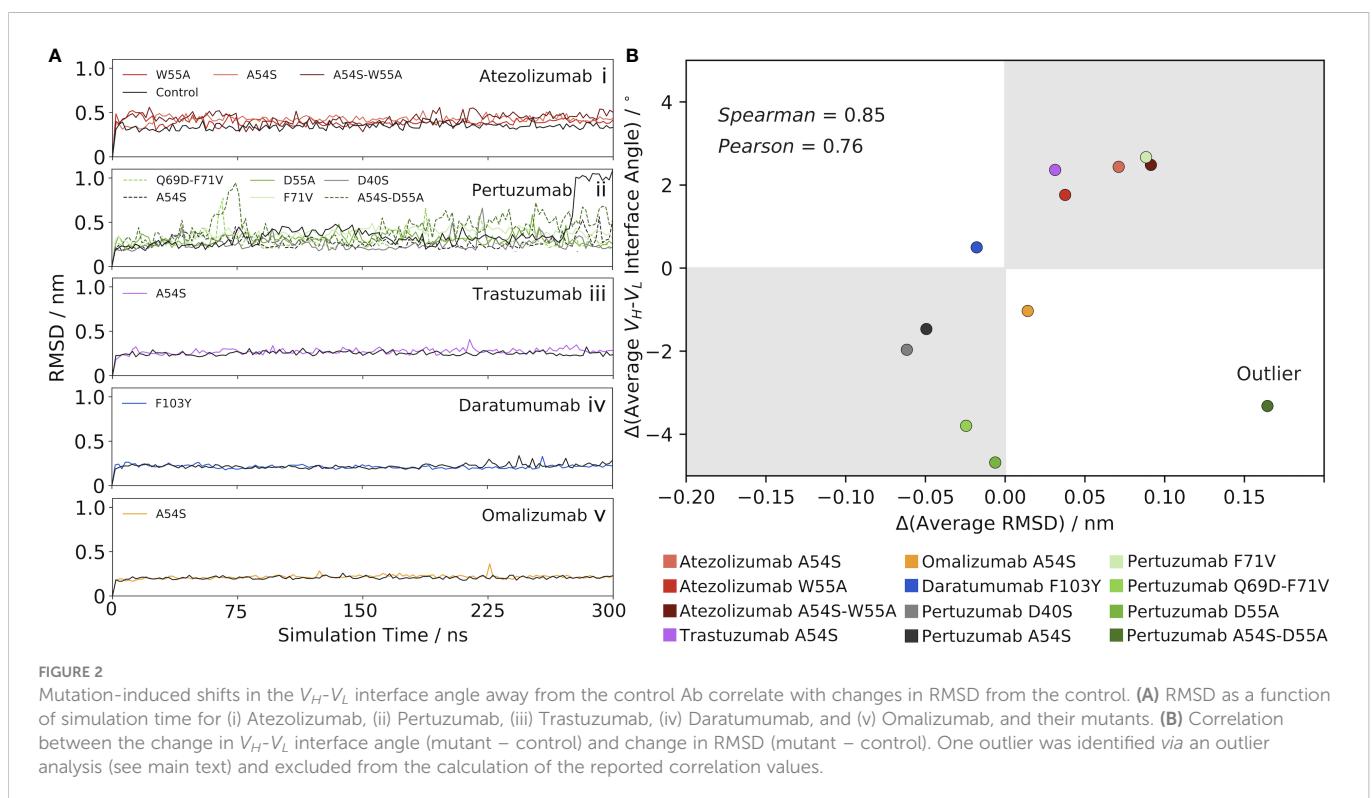 A
W55A A54S A54S-W55A
Control
Atezolizumab i
1.0
0.5
0
Q69D-F71V D55A D40S
A54S F71V A54S-D55A
Pertuzumab ii
1.0
0.5
0
A54S
Trastuzumab iii
1.0
0.5
0
F103Y
Daratumumab iv
1.0
0.5
0
A54S
Omalizumab v
1.0
0.5
0
RMSD / nm
0 75 150 225 300
Simulation Time / ns
B
Spearman = 0.85
Pearson = 0.76
Outlier
4
2
0
−2
−4
Δ(Average VH-VL Interface Angle) / °
−0.20 −0.15 −0.10 −0.05 0.00 0.05 0.10 0.15
Δ(Average RMSD) / nm
Atezolizumab A54S Omalizumab A54S Pertuzumab F71V
Atezolizumab W55A Daratumumab F103Y Pertuzumab Q69D-F71V
Atezolizumab A54S-W55A Pertuzumab D40S Pertuzumab D55A
Trastuzumab A54S Pertuzumab A54S Pertuzumab A54S-D55A
FIGURE 2
Mutation-induced shifts in the VH-VL interface angle away from the control Ab correlate with changes in RMSD from the control. (A) RMSD as a function
of simulation time for (i) Atezolizumab, (ii) Pertuzumab, (iii) Trastuzumab, (iv) Daratumumab, and (v) Omalizumab, and their mutants. (B) Correlation
between the change in VH-VL interface angle (mutant – control) and change in RMSD (mutant – control). One outlier was identified via an outlier
analysis (see main text) and excluded from the calculation of the reported correlation values.